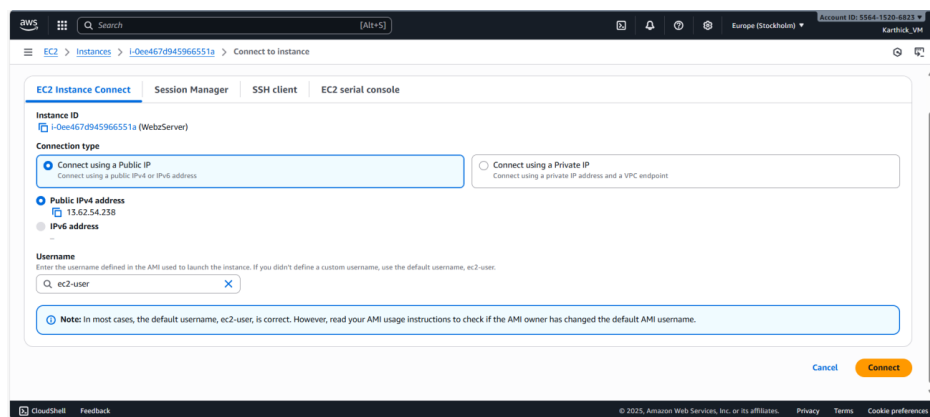 aws
Search
[Alt+S]
Europe (Stockholm) ▼
Account ID: 5564-1520-6823 ▼
Karthick_VM
EC2 > Instances > i-0ee467d945966551a > Connect to instance
EC2 Instance Connect
Session Manager
SSH client
EC2 serial console
Instance ID
i-0ee467d945966551a (WebzServer)
Connection type
Connect using a Public IP
Connect using a public IPv4 or IPv6 address
Connect using a Private IP
Connect using a private IP address and a VPC endpoint
Public IPv4 address
13.62.54.238
IPv6 address
–
Username
Enter the username defined in the AMI used to launch the instance. If you didn't define a custom username, use the default username, ec2-user.
ec2-user
Note: In most cases, the default username, ec2-user, is correct. However, read your AMI usage instructions to check if the AMI owner has changed the default AMI username.
Cancel
Connect
CloudShell
Feedback
© 2025, Amazon Web Services, Inc. or its affiliates.
Privacy
Terms
Cookie preferences